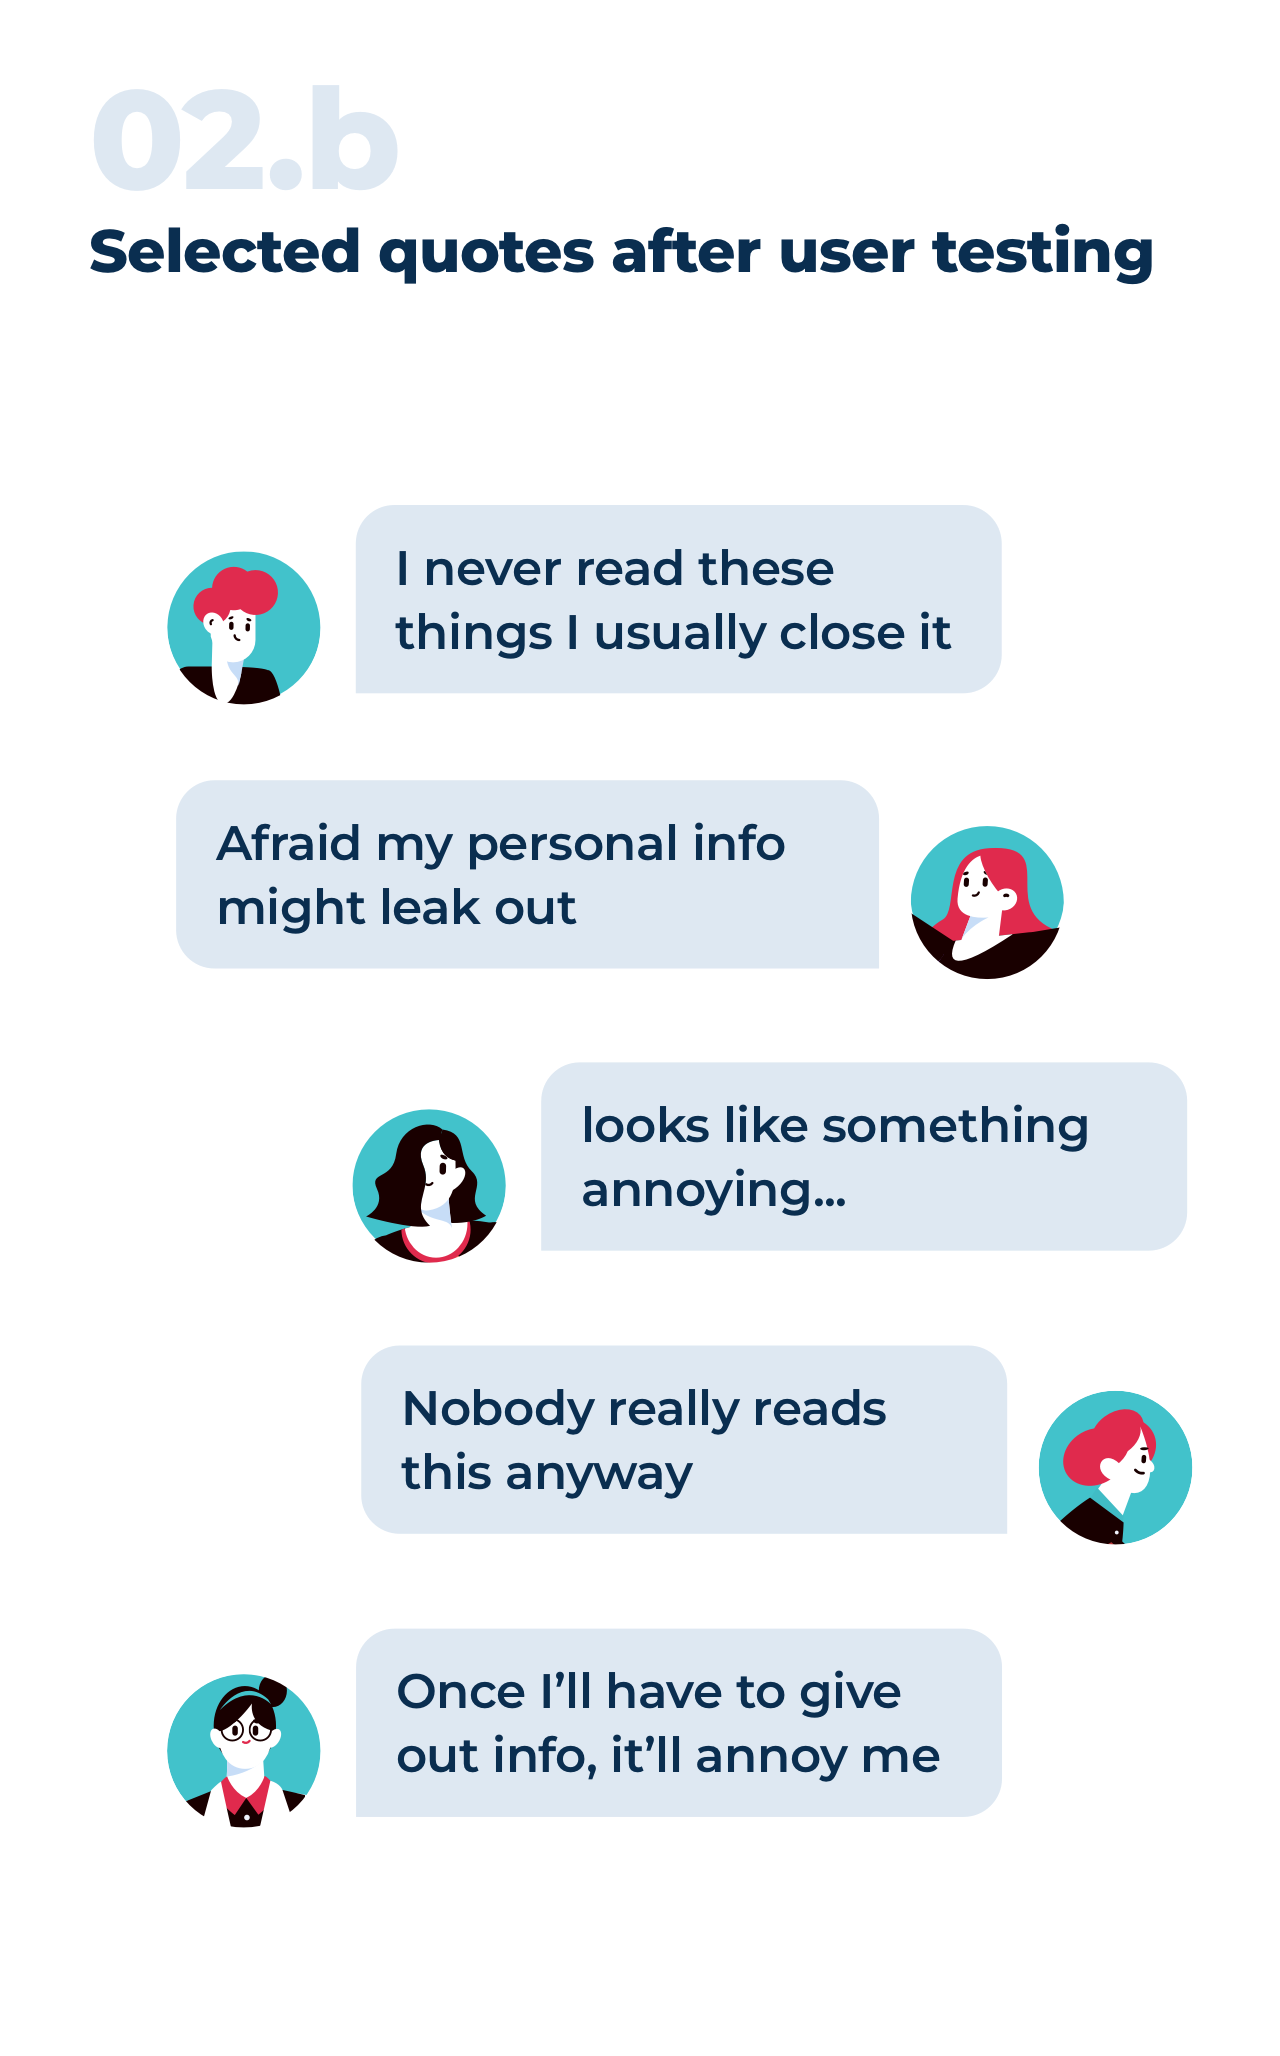 02.b
Selected quotes after user testing
I never read these
things I usually close it
Afraid my personal info
might leak out
looks like something
annoying...
Nobody really reads
this anyway
Once I’ll have to give
out info, it’ll annoy me